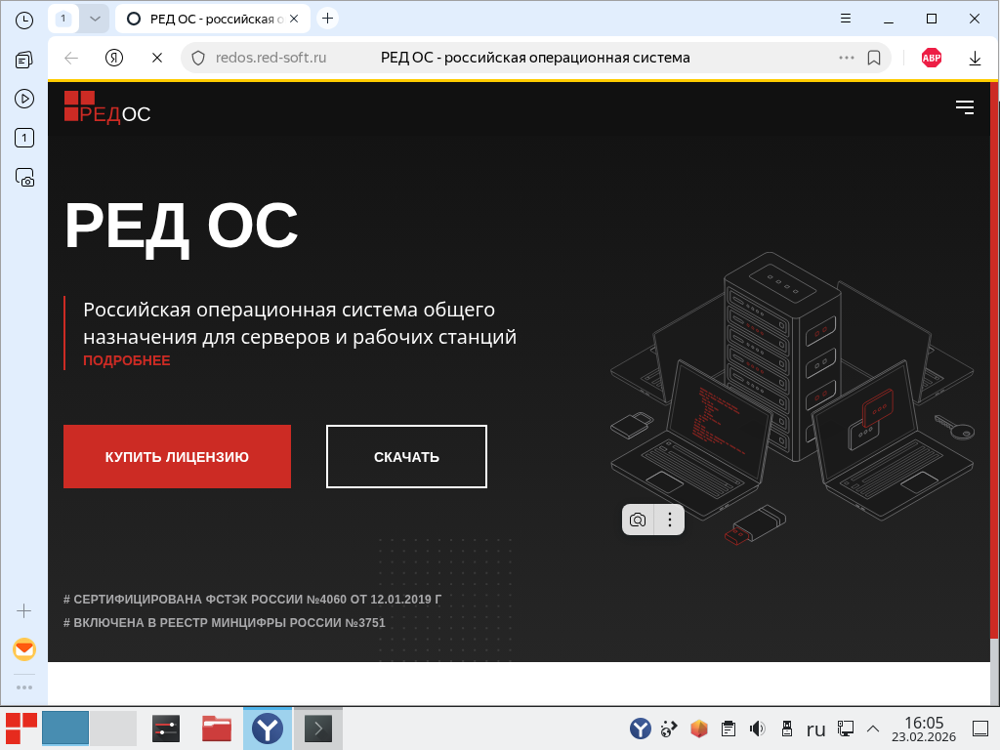 1
РЕД ОС - российская о
redos.red-soft.ru
РЕД ОС - российская операционная система
ABP
1
РЕДОС
РЕД ОС
Российская операционная система общего
назначения для серверов и рабочих станций
ПОДРОБНЕЕ
КУПИТЬ ЛИЦЕНЗИЮ
СКАЧАТЬ
# СЕРТИФИЦИРОВАНА ФСТЭК РОССИИ №4060 ОТ 12.01.2019 Г
# ВКЛЮЧЕНА В РЕЕСТР МИНЦИФРЫ РОССИИ №3751
ru
16:05
23.02.2026